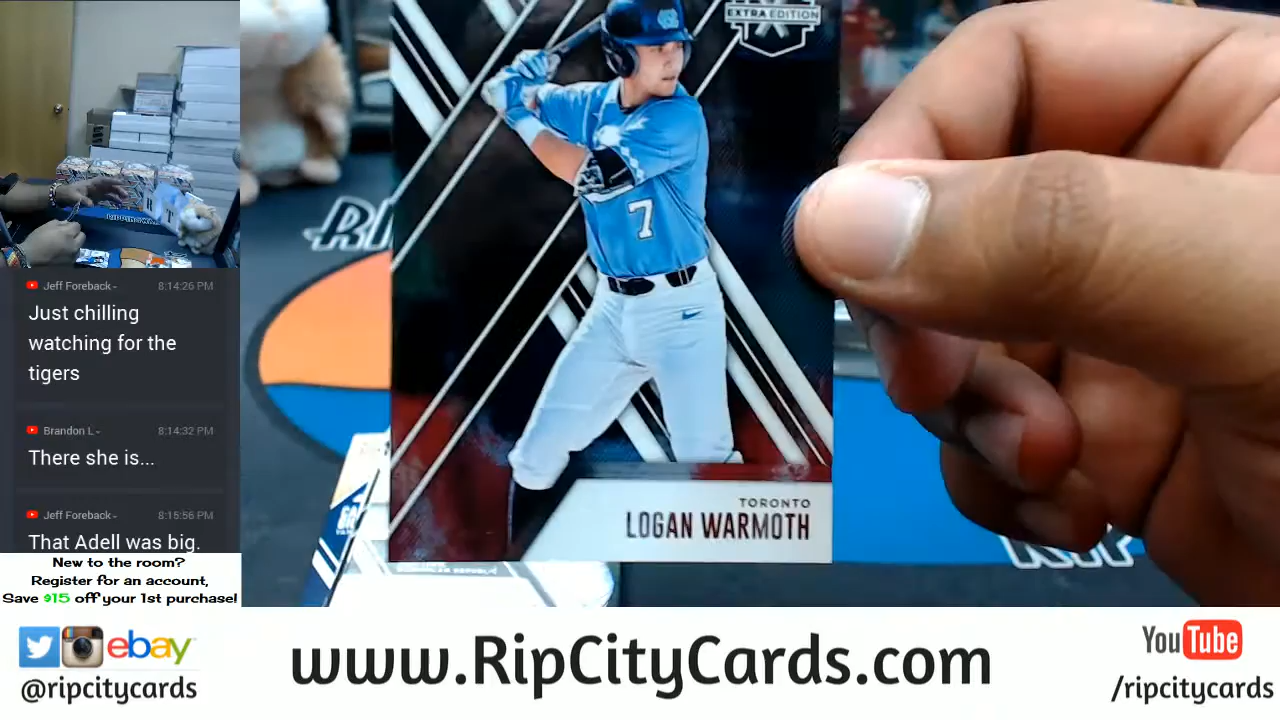 EXTRA EDITION
7
TORONTO
LOGAN WARMOTH
Jeff Foreback- 8:14:26 PM
Just chilling
watching for the
tigers
Brandon L- 8:14:32 PM
There she is...
Jeff Foreback- 8:15:56 PM
That Adell was big.
New to the room?
Register for an account,
Save $15 off your 1st purchase!
ebay
@ripcitycards
www.RipCityCards.com
YouTube
/ripcitycards